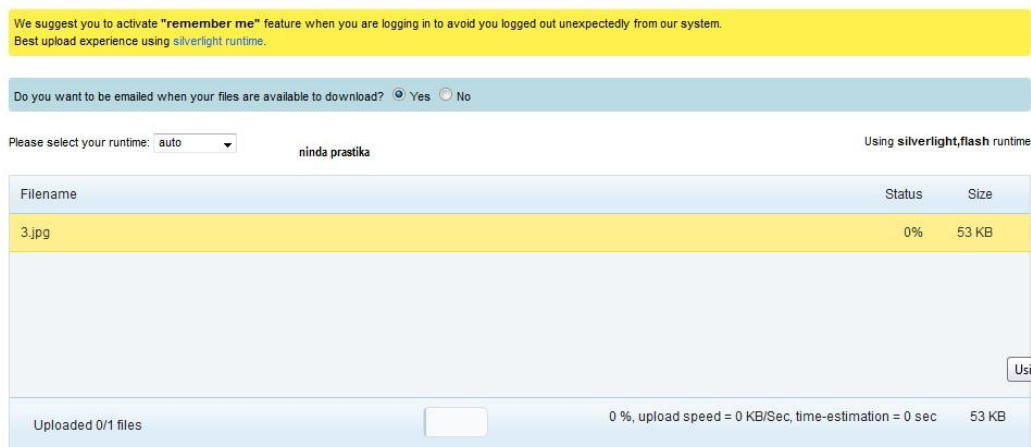 We suggest you to activate "remember me" feature when you are logging in to avoid you logged out unexpectedly from our system.
Best upload experience using silverlight runtime.
Do you want to be emailed when your files are available to download? Yes No
Please select your runtime: auto
ninda prastika
Using silverlight,flash runtime
Filename Status Size
3.jpg 0% 53 KB
Usi
Uploaded 0/1 files 0 %, upload speed = 0 KB/Sec, time-estimation = 0 sec 53 KB